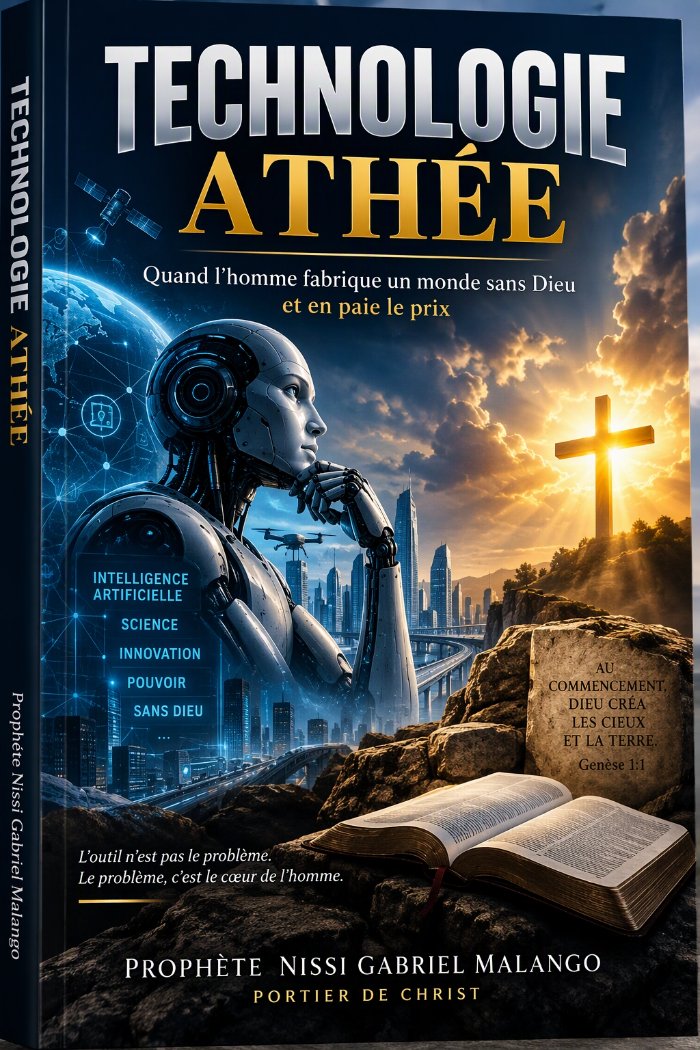 TECHNOLOGIE
ATHÉE
Quand l'homme fabrique un monde sans Dieu
et en paie le prix
INTELLIGENCE
ARTIFICIELLE
SCIENCE
INNOVATION
POUVOIR
SANS DIEU
...
AU
COMMENCEMENT,
DIEU CRÉA
LES CIEUX
ET LA TERRE.
Genèse 1:1
L'outil n'est pas le problème.
Le problème, c'est le cœur de l'homme.
PROPHÈTE NISSI GABRIEL MALANGO
PORTIER DE CHRIST
TECHNOLOGIE ATHÉE
Prophète Nissi Gabriel Malango